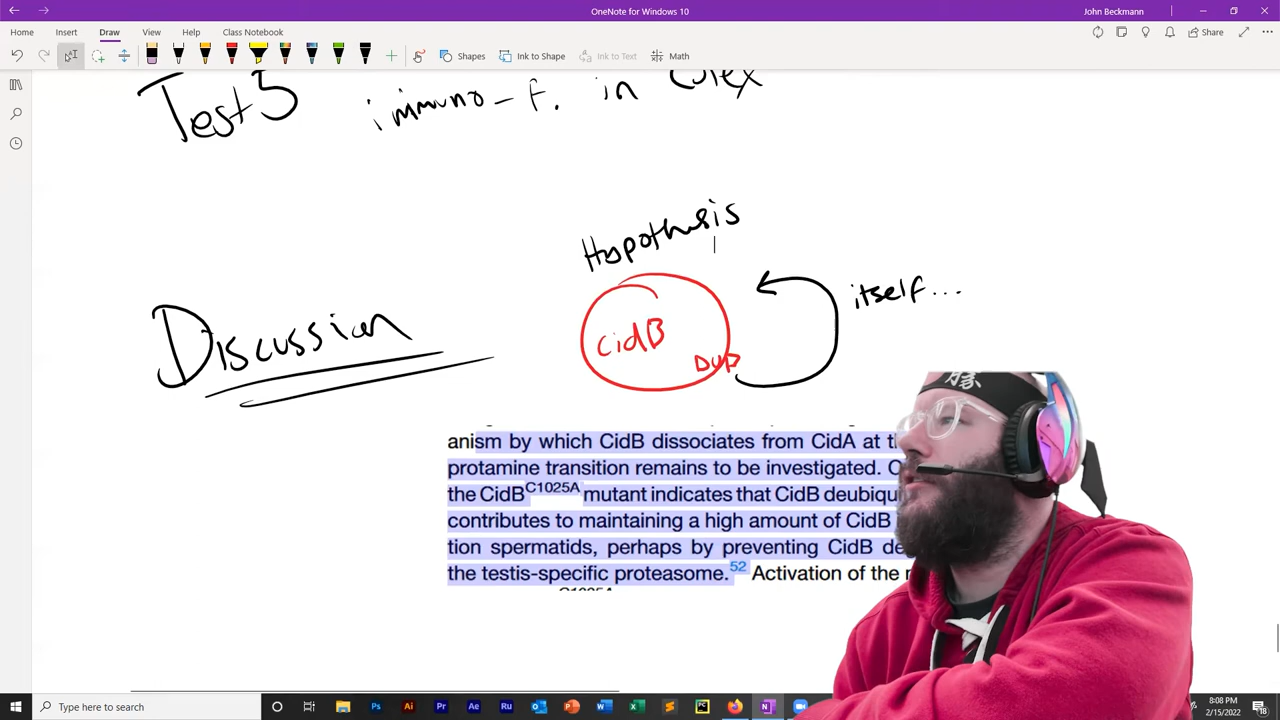 OneNote for Windows 10
John Beckmann
Home Insert Draw View Help Class Notebook
Share
Shapes Ink to Shape Ink to Text Math
Test 5 immuno-f. in Culex
Hypothesis
Discussion
cidB
DUB
itself...
anism by which CidB dissociates from CidA at
protamine transition remains to be investigated.
the CidB^C1025A mutant indicates that CidB deubiqu
contributes to maintaining a high amount of CidB
tion spermatids, perhaps by preventing CidB de
the testis-specific proteasome.52 Activation of the
Type here to search
8:08 PM
2/15/2022